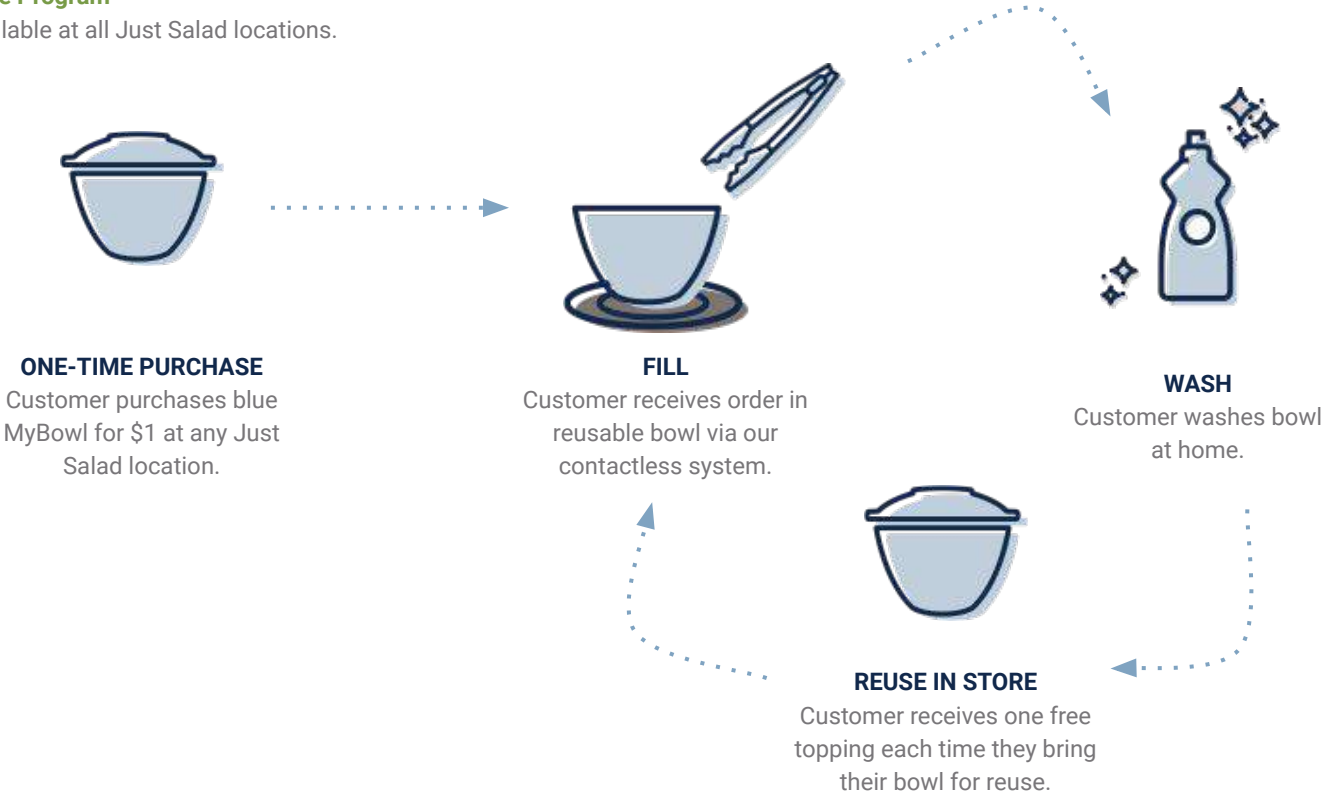 Program
lable at all Just Salad locations.
ONE-TIME PURCHASE
Customer purchases blue
MyBowl for $1 at any Just
Salad location.
FILL
Customer receives order in
reusable bowl via our
contactless system.
WASH
Customer washes bowl
at home.
REUSE IN STORE
Customer receives one free
topping each time they bring
their bowl for reuse.